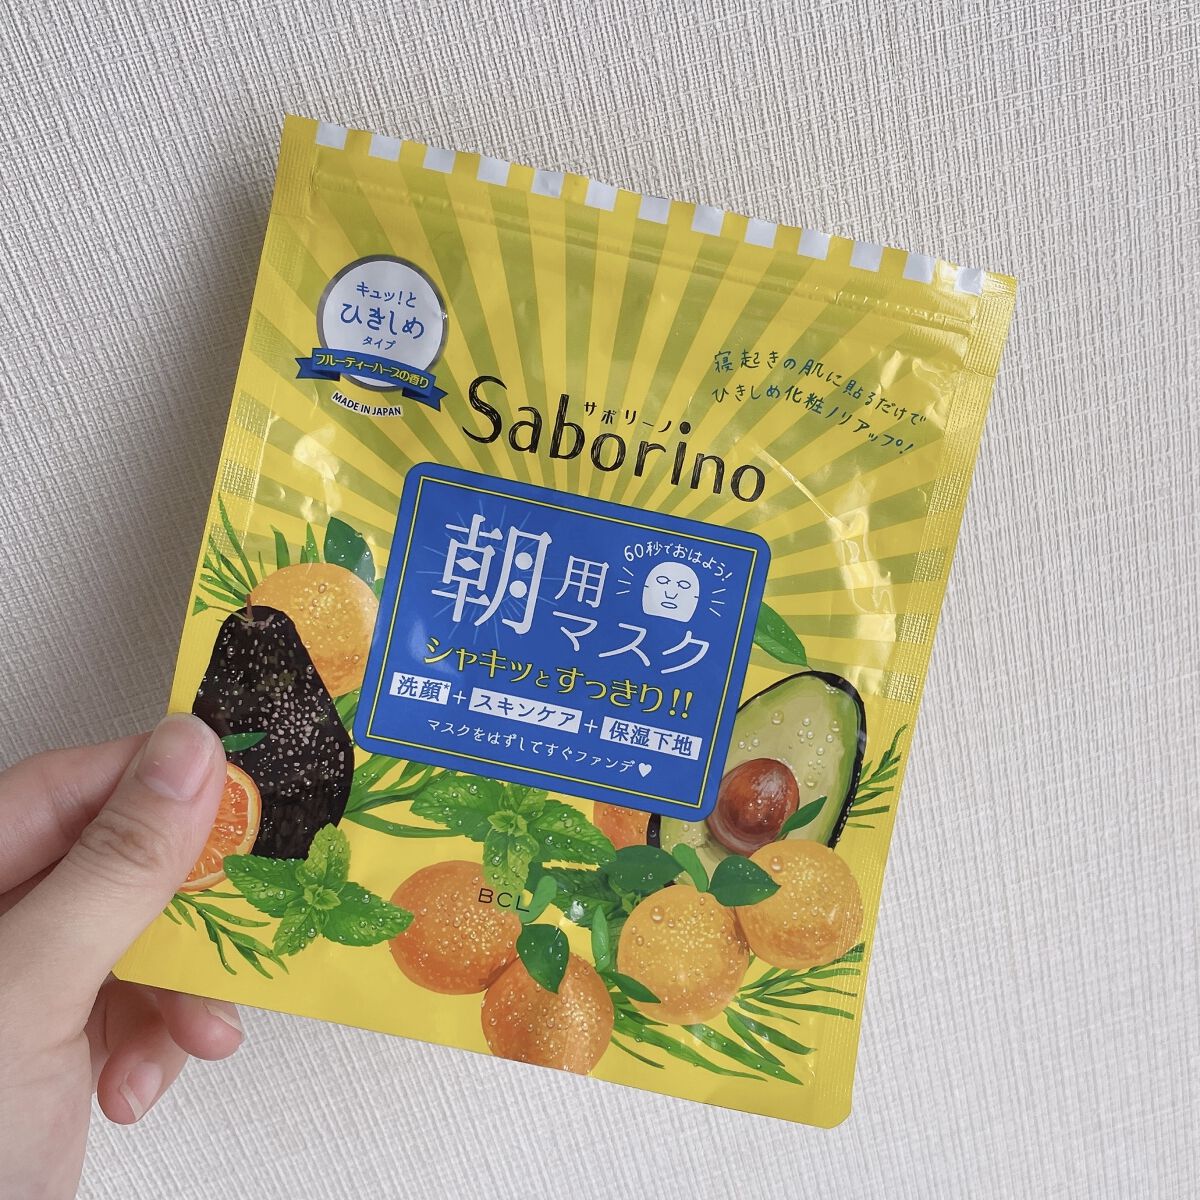 キュッ!と
ひきしめ
タイプ
フルーティーハーブの香り
MADE IN JAPAN
寝起きの肌に貼るだけで
ひきしめ化粧ノリアップ!
サボリーノ
Saborino
60秒でおはよう!
朝用マスク
シャキッとすっきり!!
洗顔*+スキンケア+保湿下地
マスクをはずしてすぐファンデ♥
BCL